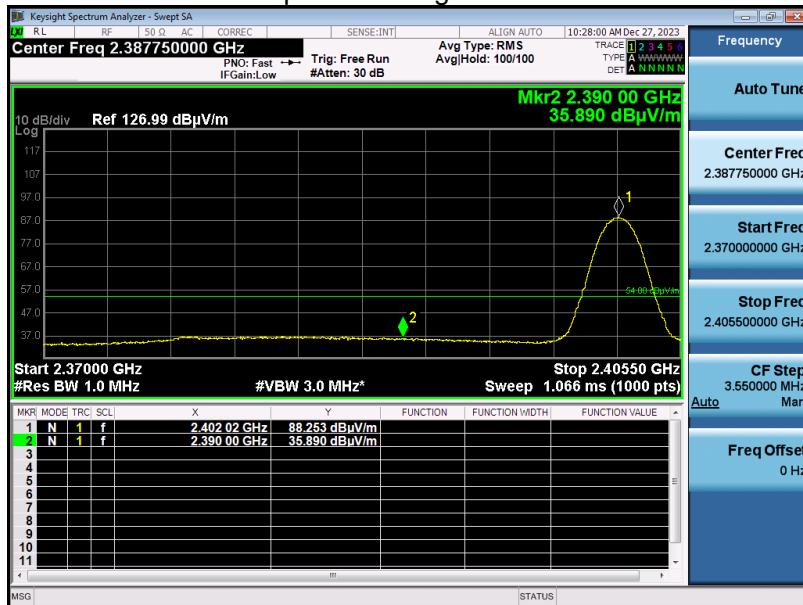 Keysight Spectrum Analyzer - Swept SA
LXI RL RF 50 Ω AC CORREC SENSE:INT ALIGN AUTO 10:28:00 AM Dec 27, 2023
Center Freq 2.387750000 GHz
PNO: Fast
IFGain:Low
Trig: Free Run
#Atten: 30 dB
Avg Type: RMS
Avg|Hold: 100/100
TRACE 1 2 3 4 5 6
TYPE A WWWWW
DET A N N N N N
Mkr2 2.390 00 GHz
35.890 dBµV/m
10 dB/div Ref 126.99 dBµV/m
Log
117
107
97.0
87.0
77.0
67.0
57.0
47.0
37.0
1
54.00 dBµV/m
2
Start 2.37000 GHz Stop 2.40550 GHz
#Res BW 1.0 MHz #VBW 3.0 MHz* Sweep 1.066 ms (1000 pts)
MKR MODE TRC SCL X Y FUNCTION FUNCTION WIDTH FUNCTION VALUE
1 N 1 f 2.402 02 GHz 88.253 dBµV/m
2 N 1 f 2.390 00 GHz 35.890 dBµV/m
3
4
5
6
7
8
9
10
11
MSG STATUS
Frequency
Auto Tune
Center Freq
2.387750000 GHz
Start Freq
2.370000000 GHz
Stop Freq
2.405500000 GHz
CF Step
3.550000 MHz
Auto Man
Freq Offset
0 Hz